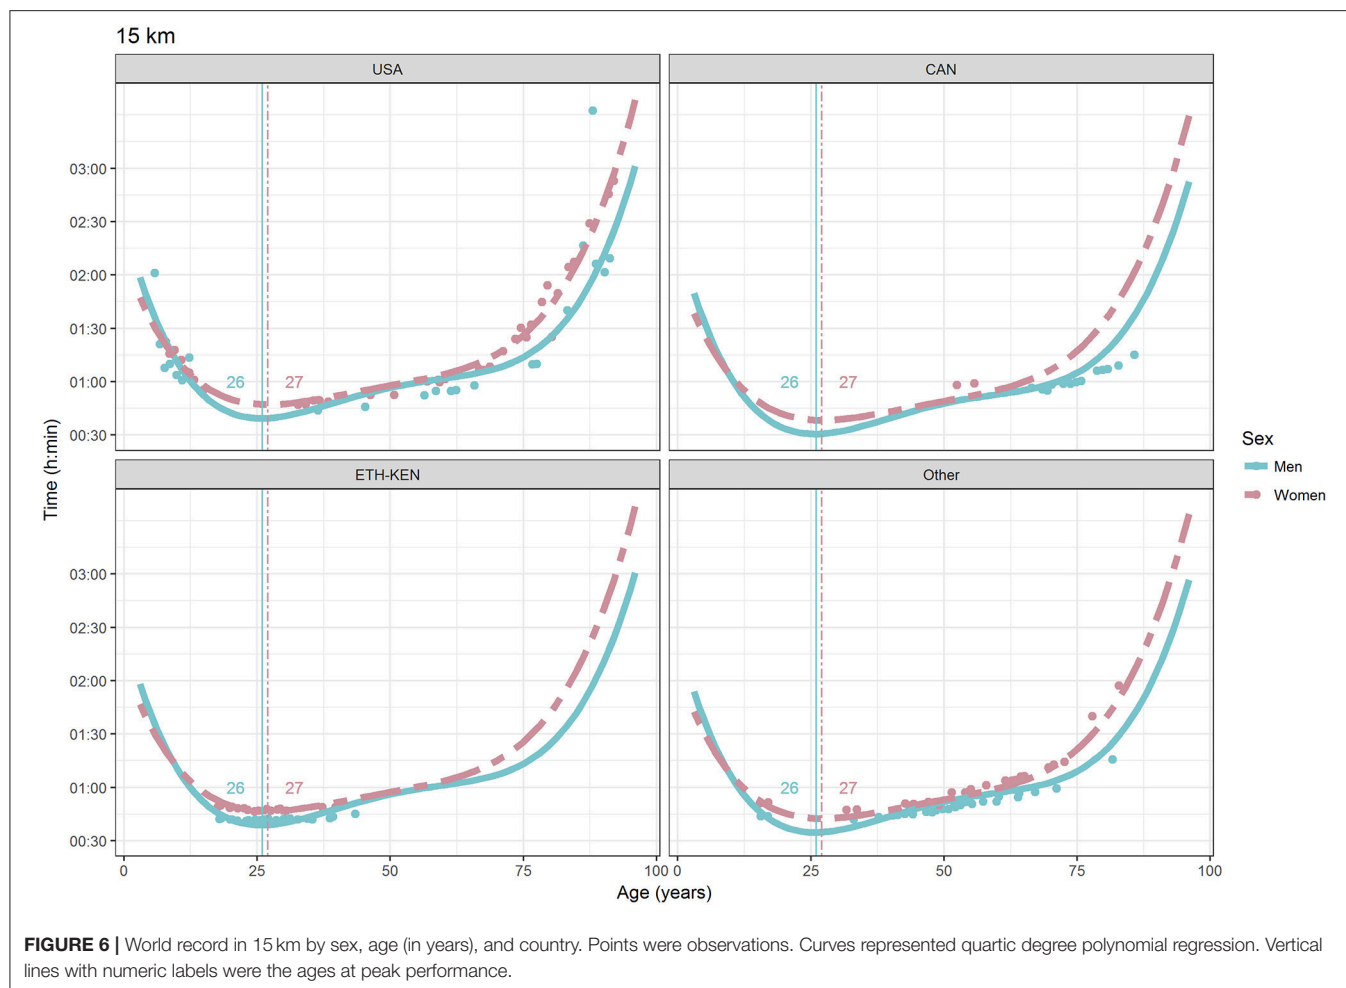 15 km
USA
CAN
03:00
02:30
02:00
01:30
01:00
00:30
26
27
26
27
ETH-KEN
Other
03:00
02:30
02:00
01:30
01:00
00:30
26
27
26
27
Time (h:min)
Sex
Men
Women
0
25
50
75
100
0
25
50
75
100
Age (years)
FIGURE 6 | World record in 15 km by sex, age (in years), and country. Points were observations. Curves represented quartic degree polynomial regression. Vertical
lines with numeric labels were the ages at peak performance.